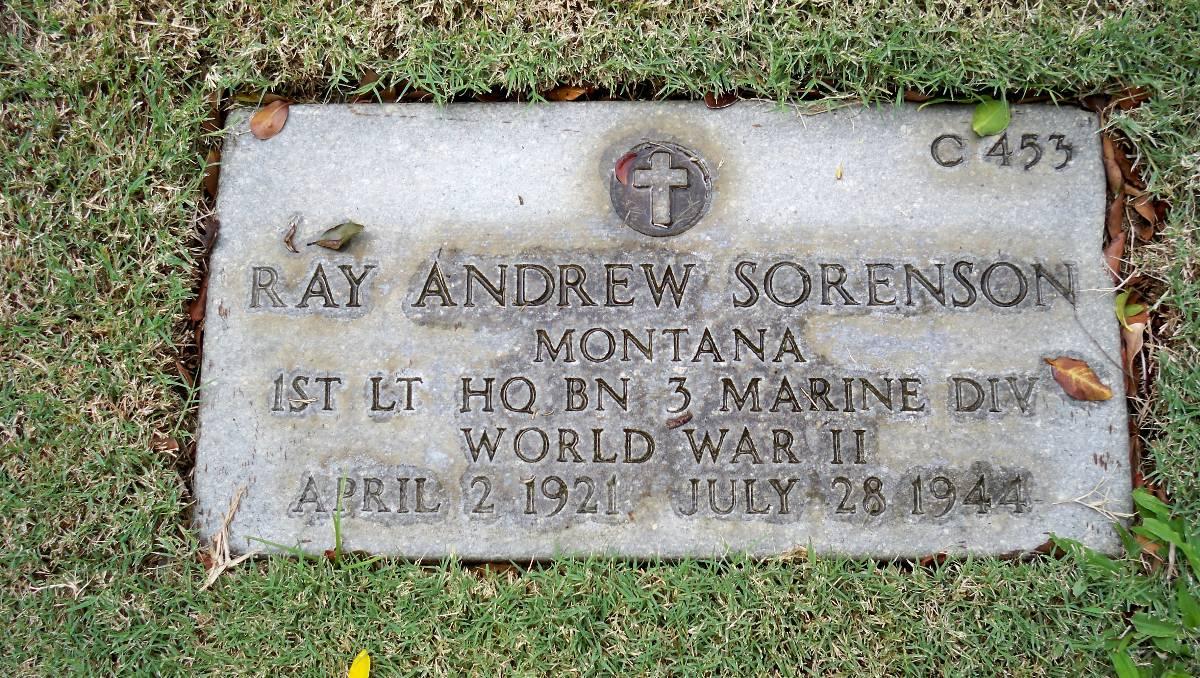 C 453
RAY ANDREW SORENSON
MONTANA
1ST LT HQ BN 3 MARINE DIV
WORLD WAR II
APRIL 2 1921 JULY 28 1944